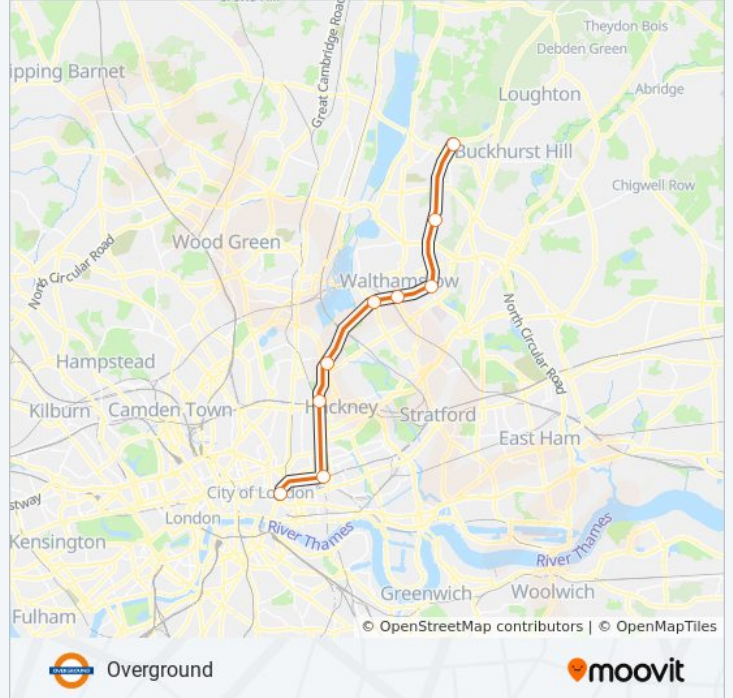 Theydon Bois
Debden Green
ipping Barnet
Great Cambridge Road
Loughton
Abridge
Buckhurst Hill
Chigwell Row
Wood Green
North Circular Road
Walthamstow
North Circular Road
Hampstead
Kilburn
Camden Town
Hackney
Stratford
East Ham
City of London
stway
London
River Thames
Kensington
River Thames
Greenwich
Woolwich
Fulham
© OpenStreetMap contributors | © OpenMapTiles
OVERGROUND
Overground
moovit